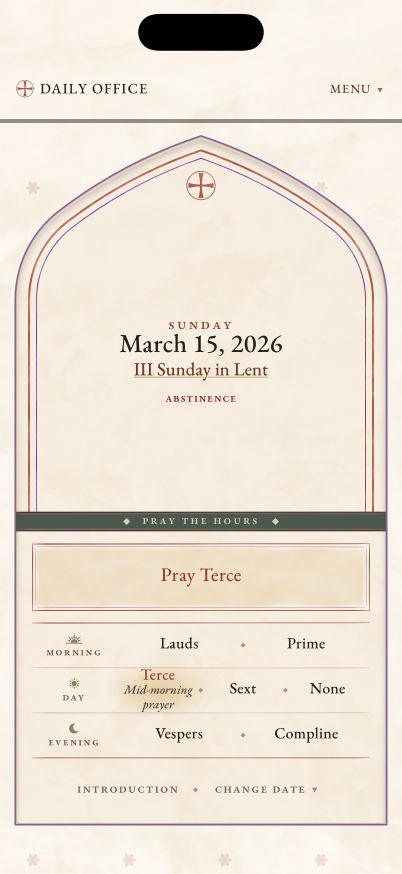 DAILY OFFICE
MENU ▼
SUNDAY
March 15, 2026
III Sunday in Lent
ABSTINENCE
◆ PRAY THE HOURS ◆
Pray Terce
MORNING
Lauds ◆ Prime
DAY
Terce
Mid-morning
prayer
◆ Sext ◆ None
EVENING
Vespers ◆ Compline
INTRODUCTION ◆ CHANGE DATE ▼